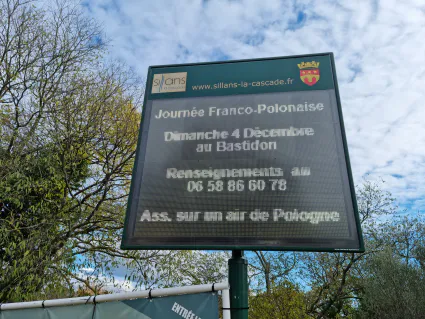 Sillans
www.sillans-la-cascade.fr
Journée Franco-Polonaise
Dimanche 4 Décembre
au Bastidon
Renseignements au
06 58 86 60 78
Ass. sur un air de Pologne
ENTRÉE